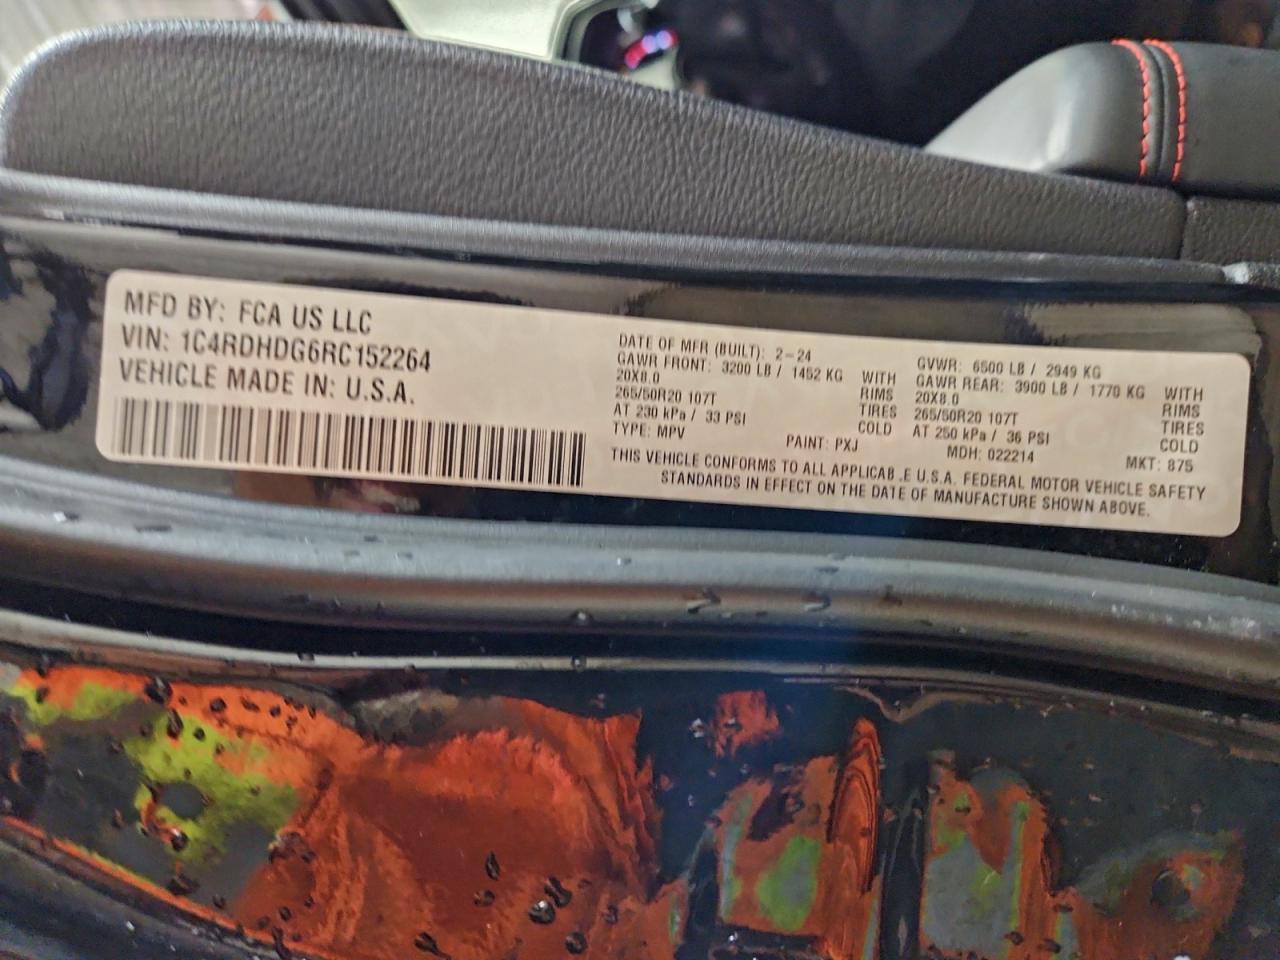 MFD BY: FCA US LLC
VIN: 1C4RDHDG6RC152264
VEHICLE MADE IN: U.S.A.
DATE OF MFR (BUILT): 2-24
GAWR FRONT: 3200 LB / 1452 KG WITH
20X8.0 RIMS
265/50R20 107T TIRES
AT 230 kPa / 33 PSI COLD
TYPE: MPV PAINT: PXJ
GVWR: 6500 LB / 2949 KG
GAWR REAR: 3900 LB / 1770 KG WITH
20X8.0 RIMS
265/50R20 107T TIRES
AT 250 kPa / 36 PSI COLD
MDH: 022214 MKT: 875
THIS VEHICLE CONFORMS TO ALL APPLICAB .E U.S.A. FEDERAL MOTOR VEHICLE SAFETY
STANDARDS IN EFFECT ON THE DATE OF MANUFACTURE SHOWN ABOVE.